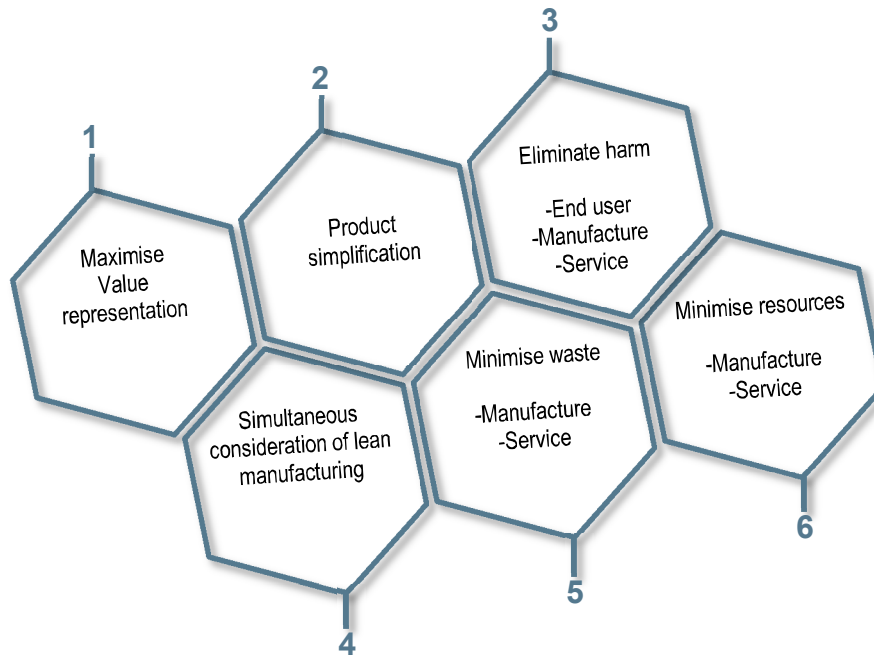 1
Maximise
Value
representation
2
Product
simplification
3
Eliminate harm
-End user
-Manufacture
-Service
4
Simultaneous
consideration of lean
manufacturing
5
Minimise waste
-Manufacture
-Service
6
Minimise resources
-Manufacture
-Service